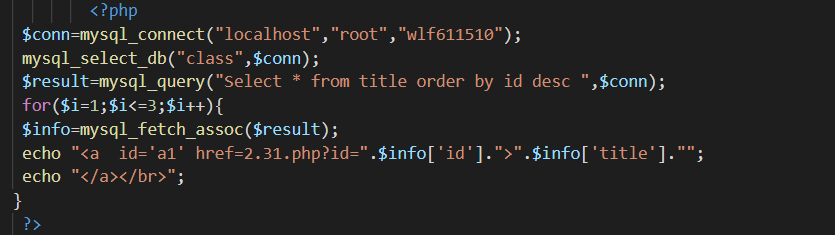 <?php
$conn=mysql_connect("localhost","root","wlf611510");
mysql_select_db("class",$conn);
$result=mysql_query("Select * from title order by id desc ",$conn);
for($i=1;$i<=3;$i++){
$info=mysql_fetch_assoc($result);
echo "<a  id='a1' href=2.31.php?id=".$info['id'].">".$info['title']."";
echo "</a></br>";
}
?>